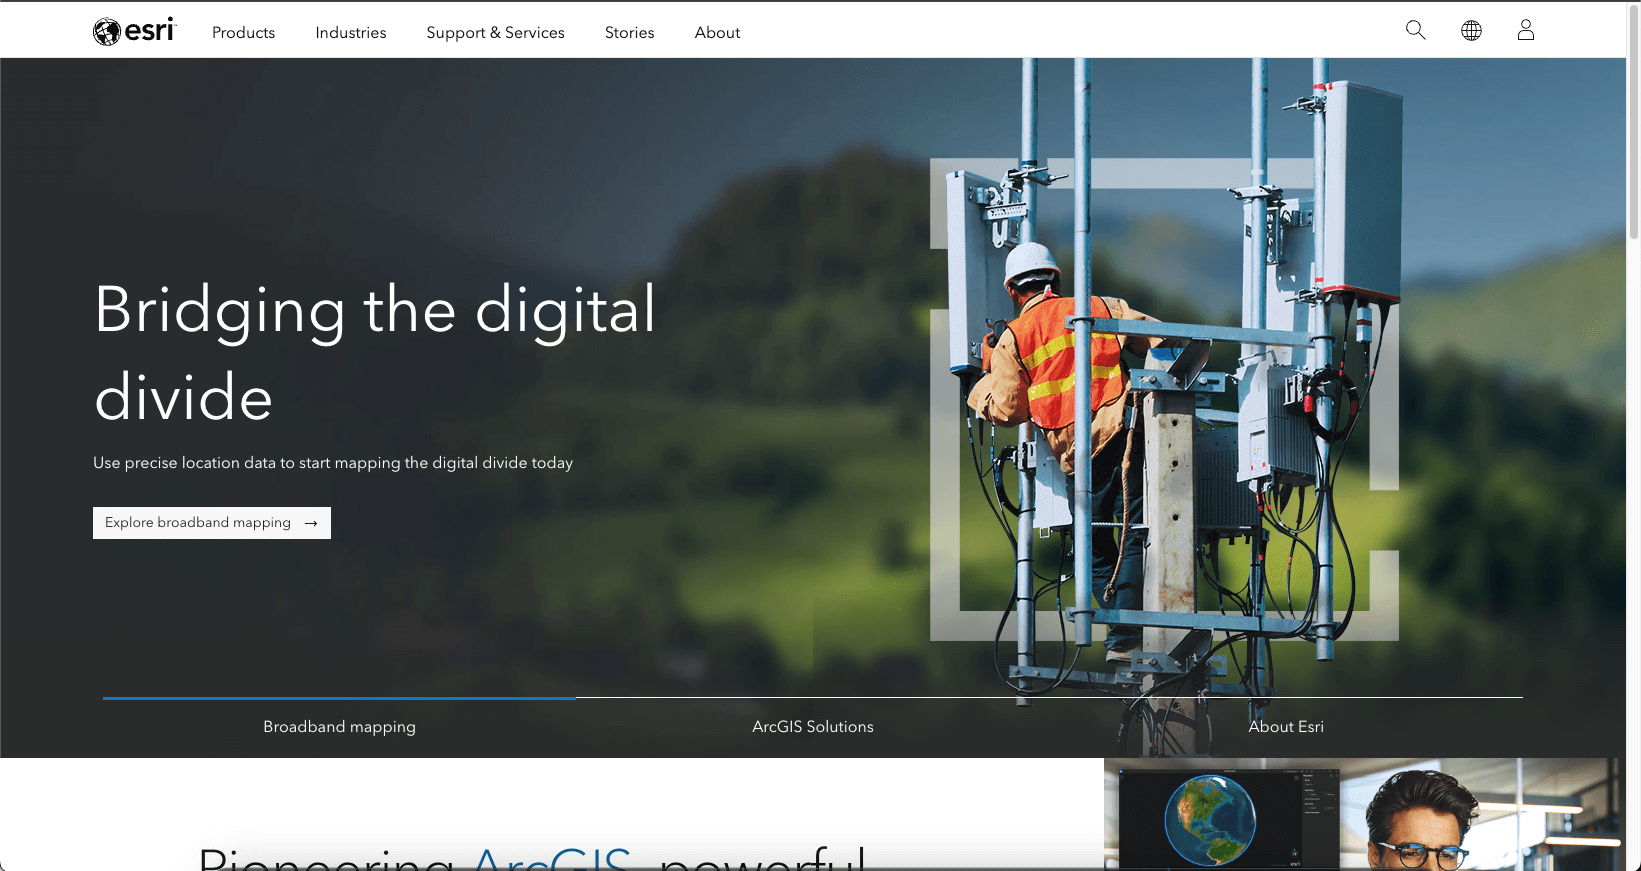 esri
Products
Industries
Support & Services
Stories
About
Bridging the digital
divide
Use precise location data to start mapping the digital divide today
Explore broadband mapping →
Broadband mapping
ArcGIS Solutions
About Esri
Pioneering ArcGIS, powerful